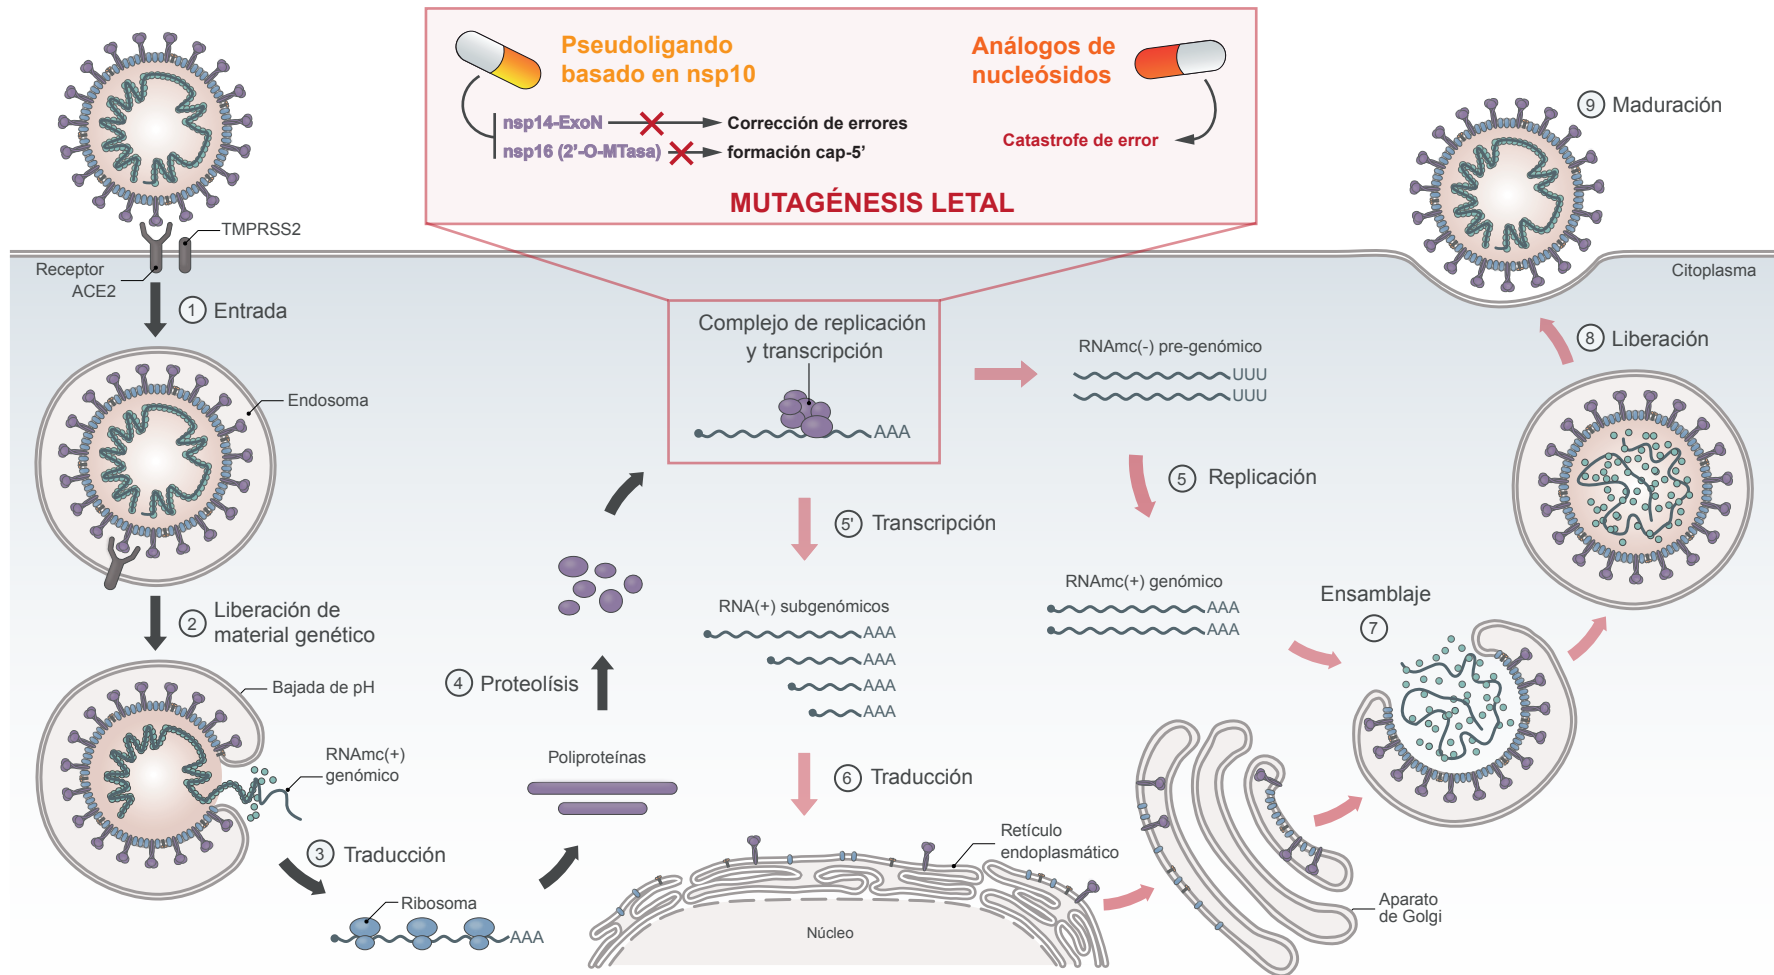 Pseudoligando
basado en nsp10
nsp14-ExoN
Corrección de errores
nsp16 (2'-O-MTasa)
formación cap-5'
Análogos de
nucleósidos
Catastrofe de error
MUTAGÉNESIS LETAL
TMPRSS2
Receptor
ACE2
Citoplasma
1 Entrada
Endosoma
2 Liberación de
material genético
Bajada de pH
RNAmc(+)
genómico
3 Traducción
Ribosoma
AAA
Poliproteínas
4 Proteolísis
Complejo de replicación
y transcripción
AAA
RNAmc(-) pre-genómico
UUU
UUU
5 Replicación
5' Transcripción
RNA(+) subgenómicos
AAA
AAA
AAA
AAA
RNAmc(+) genómico
AAA
AAA
6 Traducción
Retículo
endoplasmático
Núcleo
Aparato
de Golgi
Ensamblaje
7
8 Liberación
9 Maduración